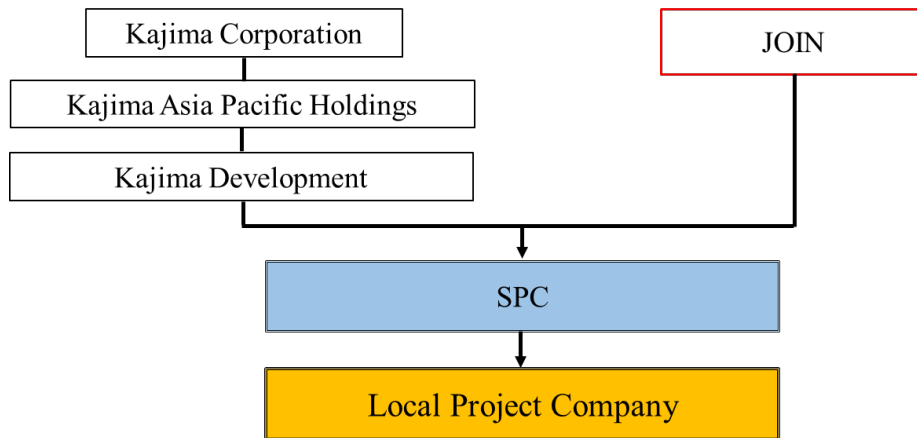 Kajima Corporation
JOIN
Kajima Asia Pacific Holdings
Kajima Development
SPC
Local Project Company